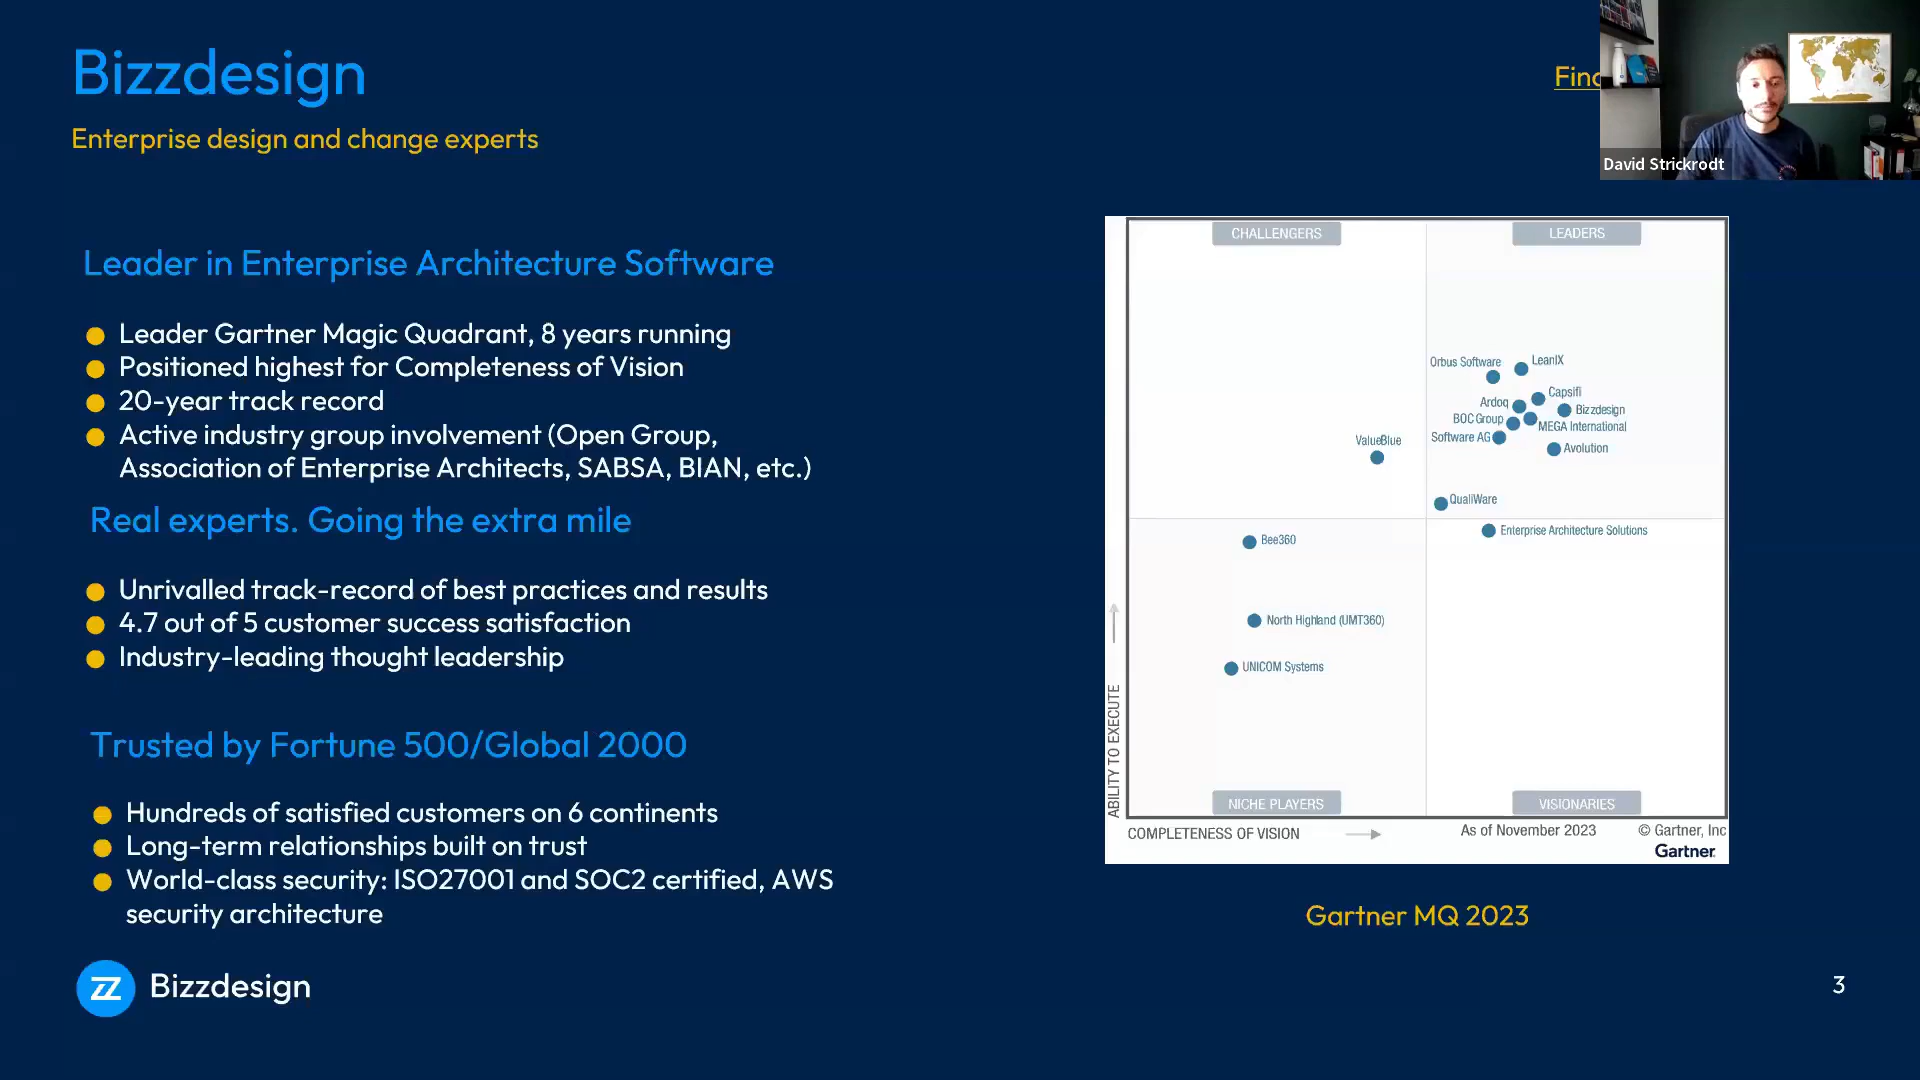 Bizzdesign
Enterprise design and change experts
David Strickrodt
Leader in Enterprise Architecture Software
Leader Gartner Magic Quadrant, 8 years running
Positioned highest for Completeness of Vision
20-year track record
Active industry group involvement (Open Group,
Association of Enterprise Architects, SABSA, BIAN, etc.)
Real experts. Going the extra mile
Unrivalled track-record of best practices and results
4.7 out of 5 customer success satisfaction
Industry-leading thought leadership
Trusted by Fortune 500/Global 2000
Hundreds of satisfied customers on 6 continents
Long-term relationships built on trust
World-class security: ISO27001 and SOC2 certified, AWS
security architecture
CHALLENGERS
LEADERS
Orbus Software
LeanIX
Capsifi
Ardoq
Bizzdesign
BOC Group
MEGA International
Software AG
ValueBlue
Avolution
QualiWare
Enterprise Architecture Solutions
Bee360
North Highland (UMT360)
UNICOM Systems
ABILITY TO EXECUTE
NICHE PLAYERS
VISIONARIES
COMPLETENESS OF VISION
As of November 2023
© Gartner, Inc
Gartner
Gartner MQ 2023
Bizzdesign
3